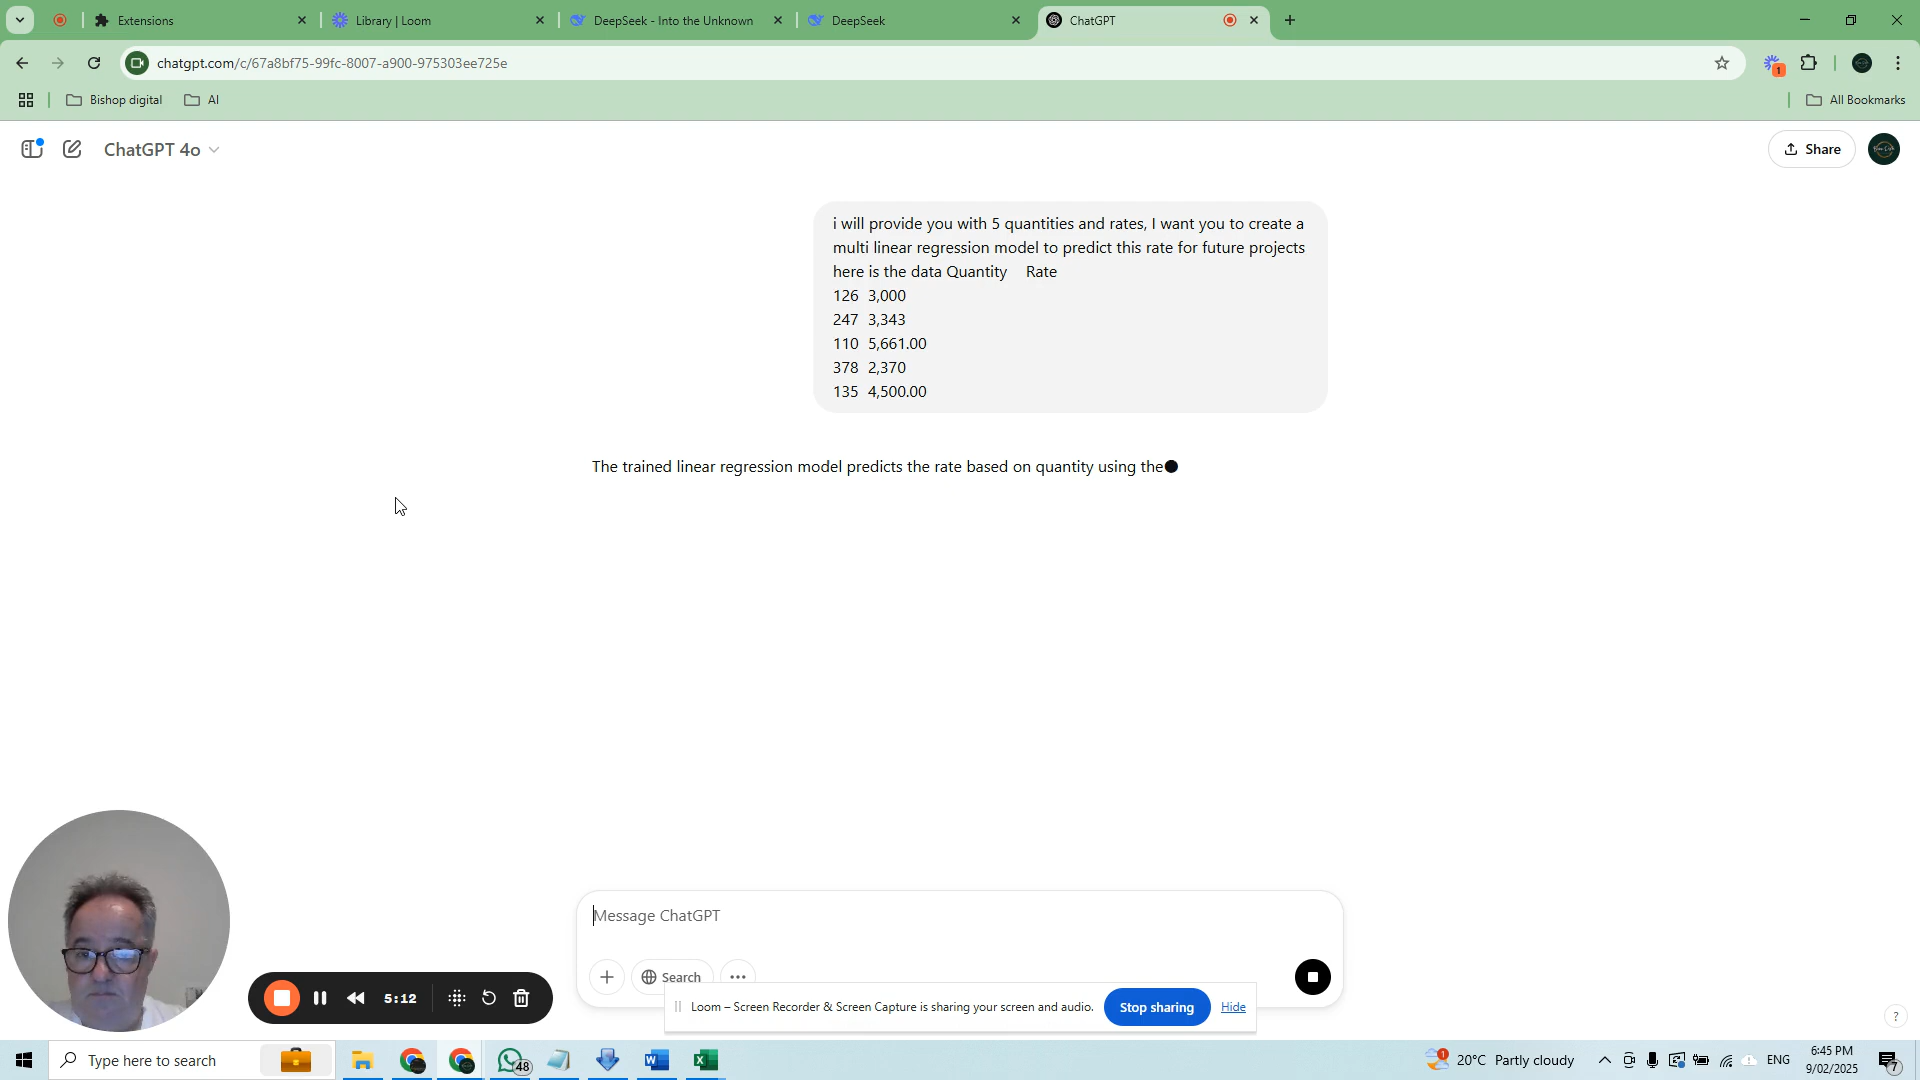 Extensions
Library | Loom
DeepSeek - Into the Unknown
DeepSeek
ChatGPT
chatgpt.com/c/67a8bf75-99fc-8007-a900-975303ee725e
1
Bishop digital
AI
All Bookmarks
ChatGPT 4o
Share
i will provide you with 5 quantities and rates, I want you to create a
multi linear regression model to predict this rate for future projects
here is the data Quantity Rate
126 3,000
247 3,343
110 5,661.00
378 2,370
135 4,500.00
The trained linear regression model predicts the rate based on quantity using the
Message ChatGPT
Search
5:12
Loom – Screen Recorder & Screen Capture is sharing your screen and audio.
Stop sharing
Hide
?
Type here to search
48
1
20°C Partly cloudy
ENG
6:45 PM
9/02/2025
7